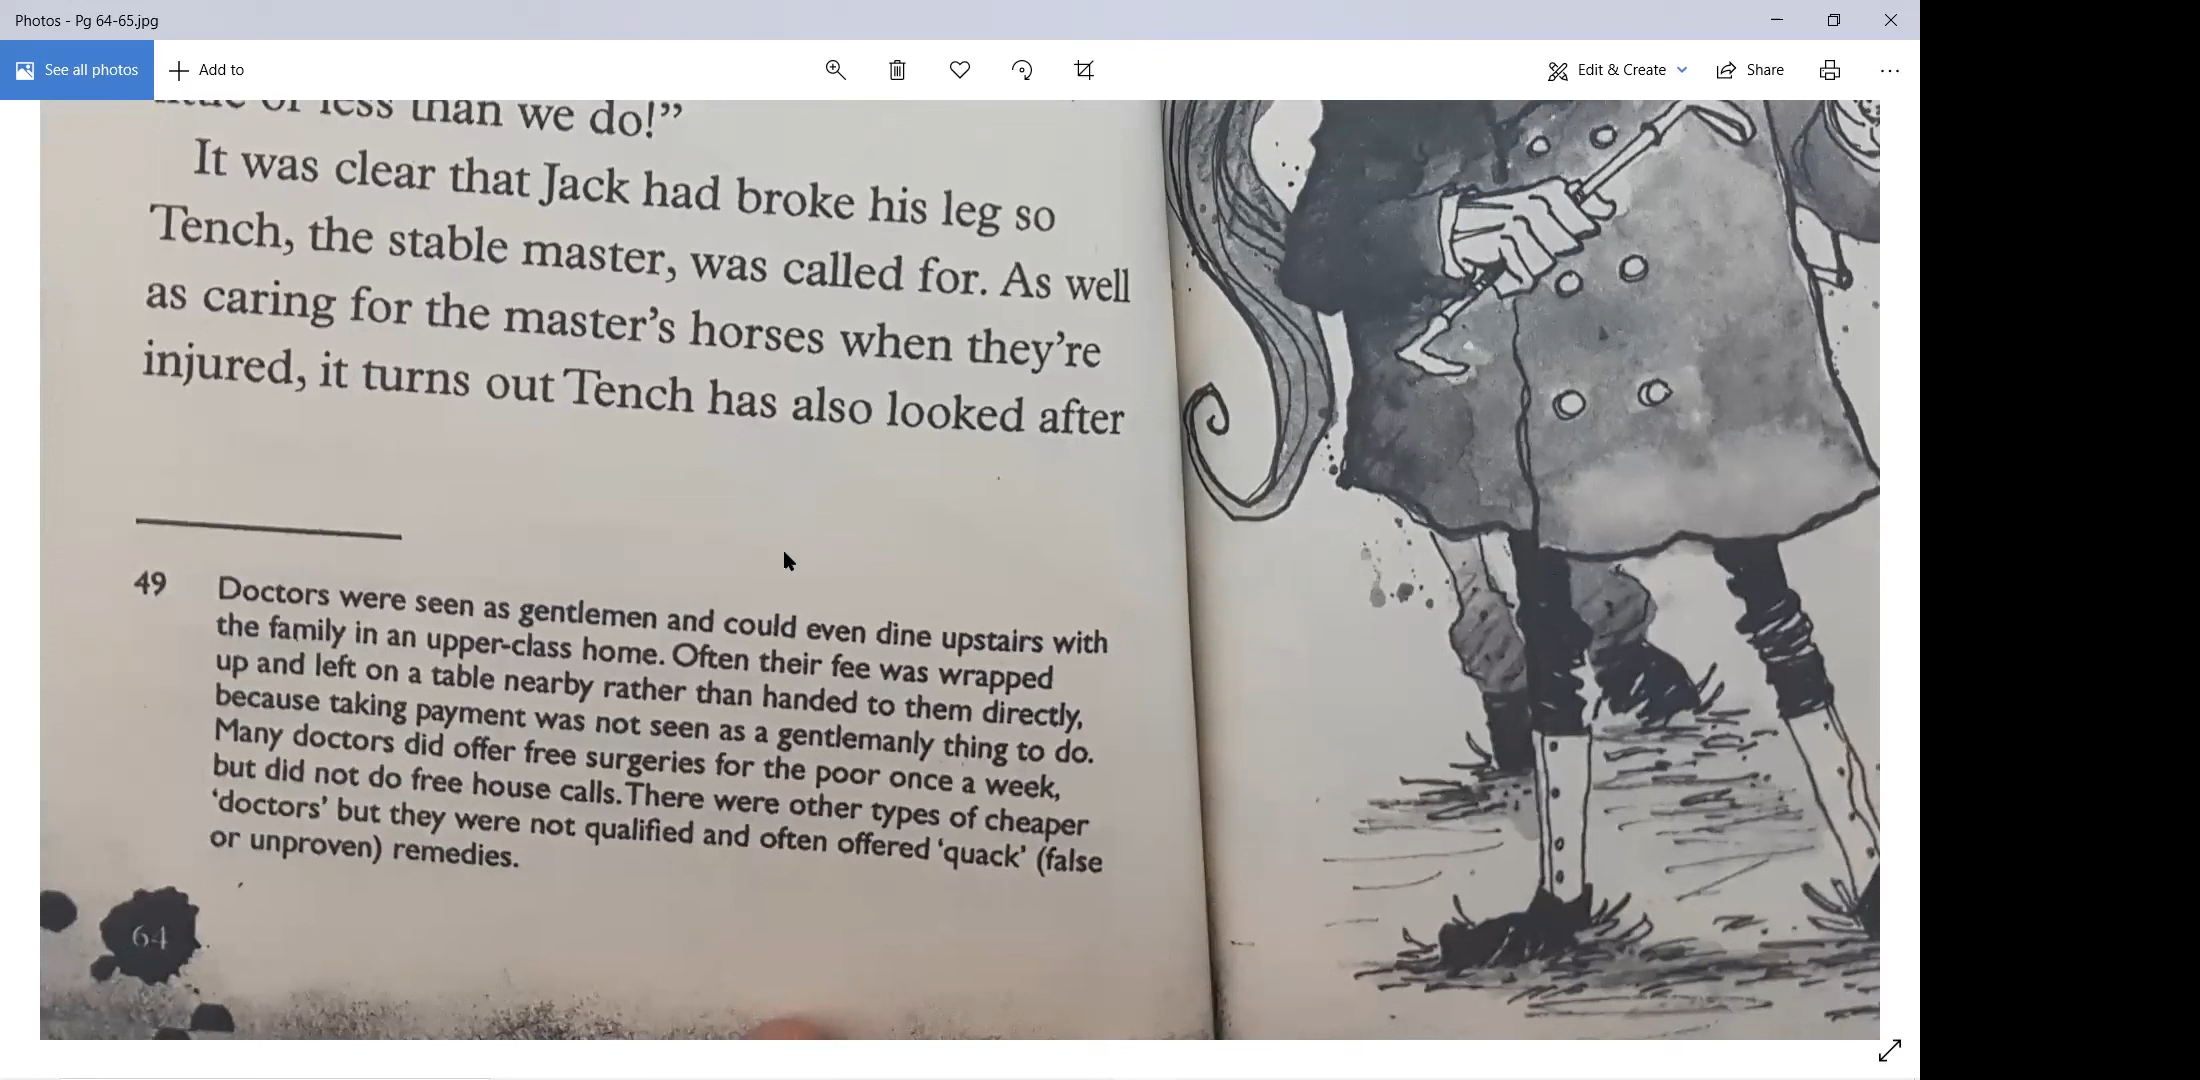 Photos - Pg 64-65.jpg
See all photos
Add to
Edit & Create
Share
or less than we do!”
It was clear that Jack had broke his leg so
Tench, the stable master, was called for. As well
as caring for the master’s horses when they’re
injured, it turns out Tench has also looked after
49 Doctors were seen as gentlemen and could even dine upstairs with
the family in an upper-class home. Often their fee was wrapped
up and left on a table nearby rather than handed to them directly,
because taking payment was not seen as a gentlemanly thing to do.
Many doctors did offer free surgeries for the poor once a week,
but did not do free house calls. There were other types of cheaper
‘doctors’ but they were not qualified and often offered ‘quack’ (false
or unproven) remedies.
64